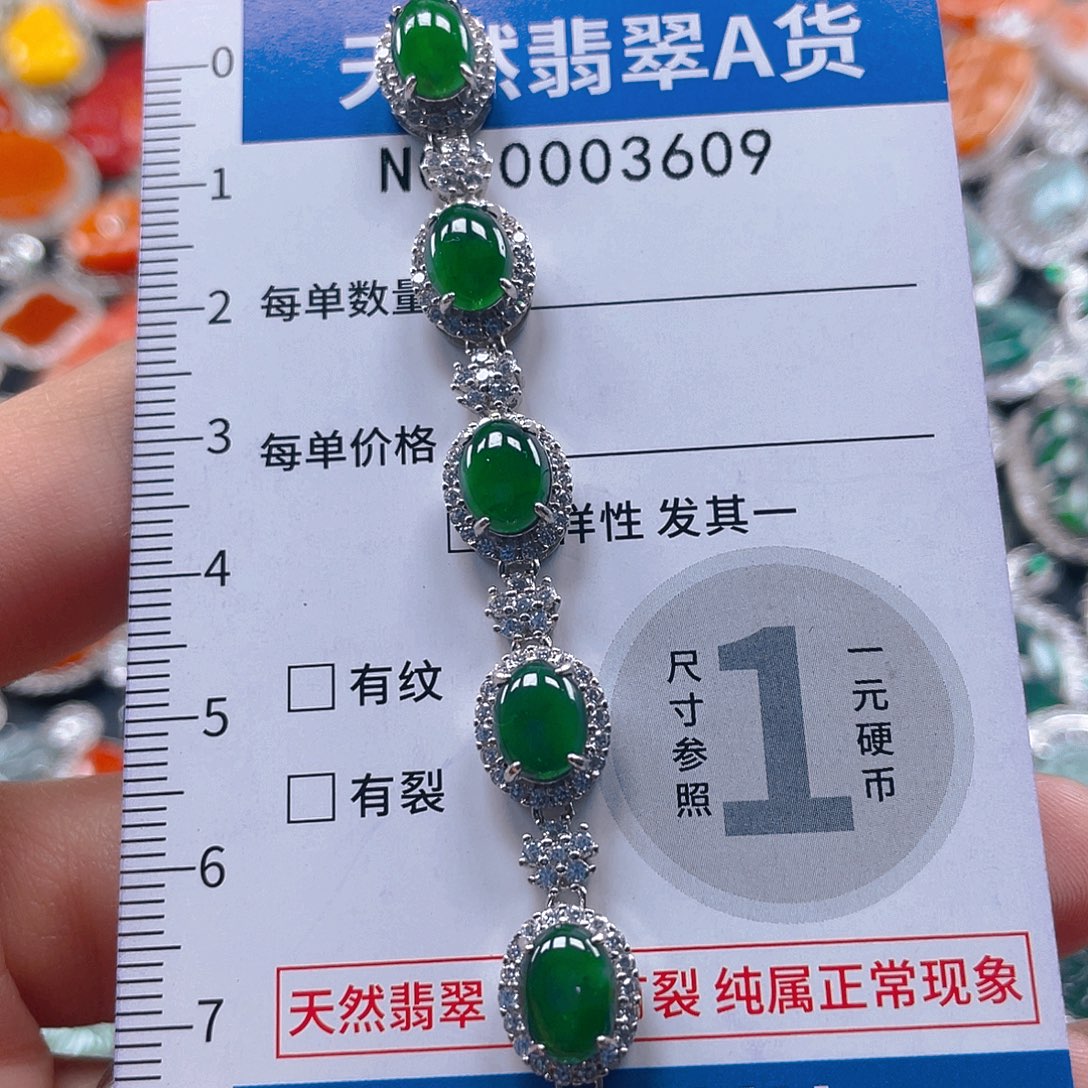 0
天然翡翠A货
N 0003609
1
2
每单数量
3
每单价格
样性 发其一
4
有纹
尺寸参照
1
一元硬币
5
有裂
6
天然翡翠 裂 纯属正常现象
7